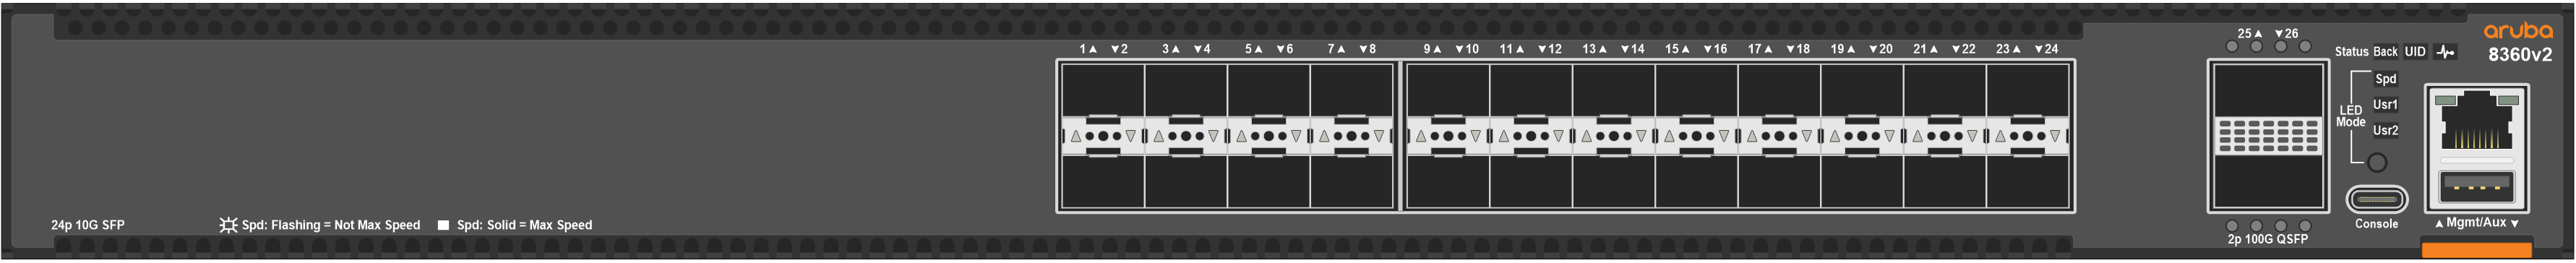 aruba
8360v2
1▲ ▼2 3▲ ▼4 5▲ ▼6 7▲ ▼8 9▲ ▼10 11▲ ▼12 13▲ ▼14 15▲ ▼16 17▲ ▼18 19▲ ▼20 21▲ ▼22 23▲ ▼24
25▲ ▼26
Status Back UID
Spd
Usr1
LED
Mode
Usr2
24p 10G SFP
Spd: Flashing = Not Max Speed
Spd: Solid = Max Speed
2p 100G QSFP
Console
▲ Mgmt/Aux ▼